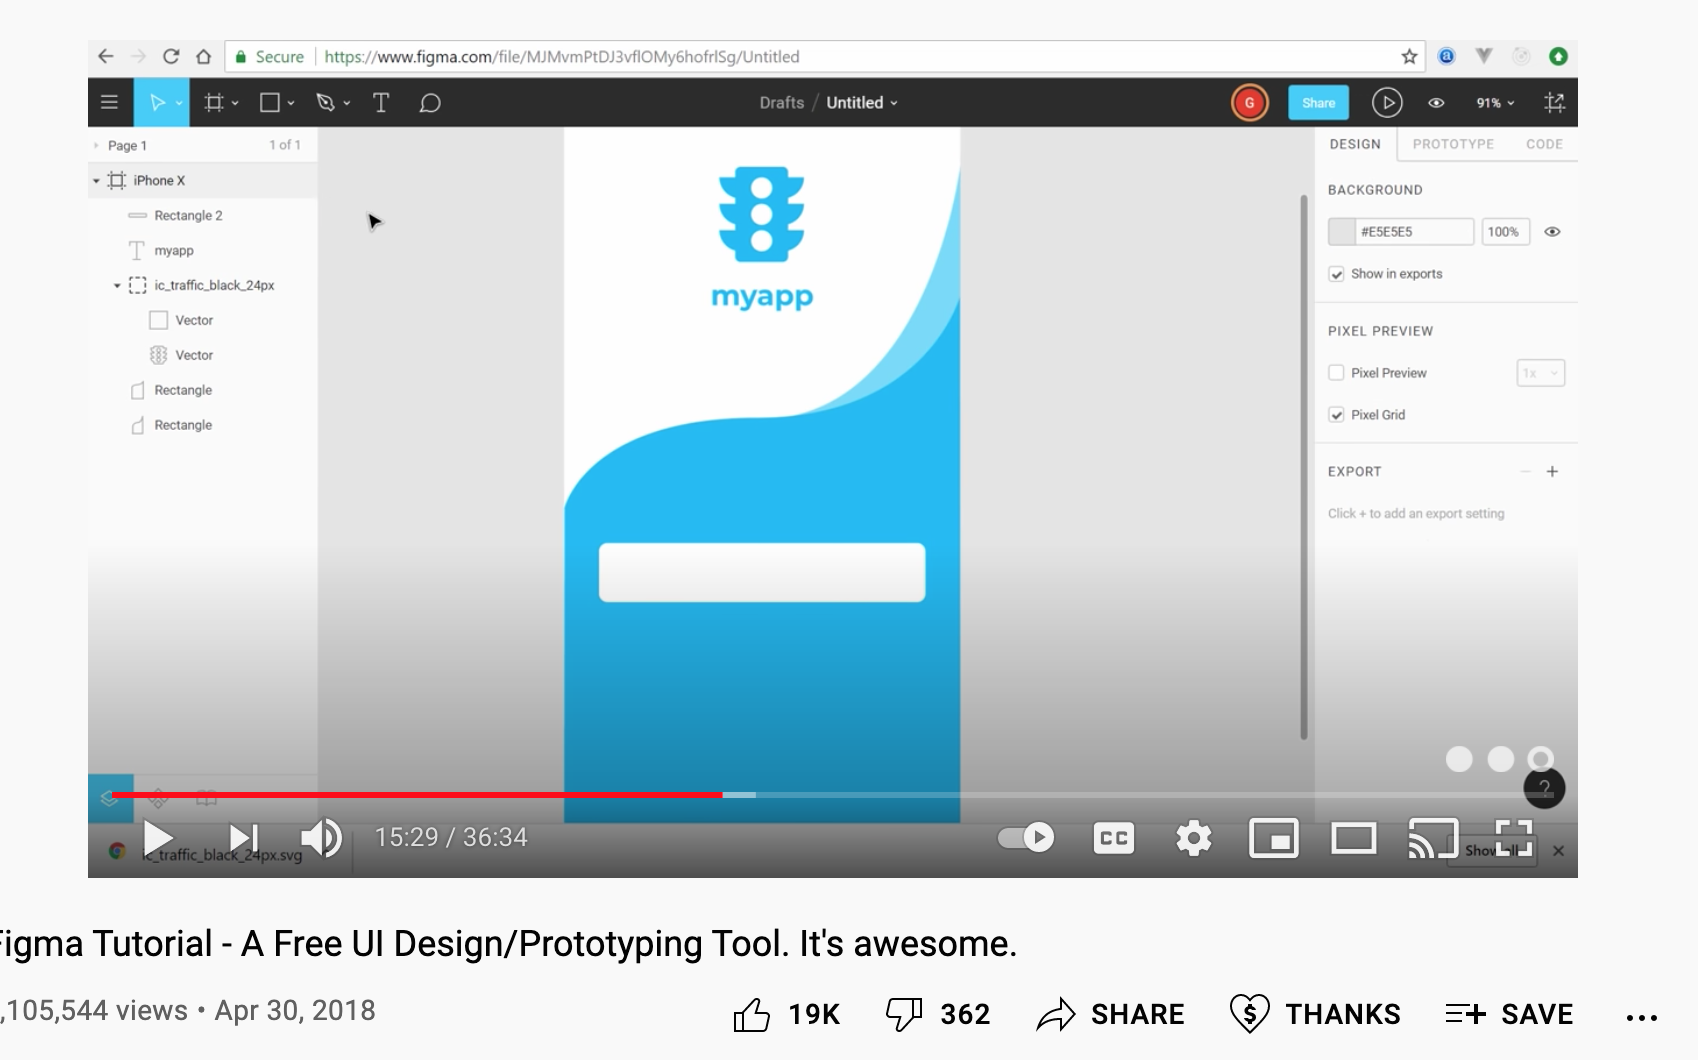 Secure https://www.figma.com/file/MJMvmPtDJ3vflOMy6hofrlSg/Untitled
Drafts / Untitled
G
Share
91%
Page 1 1 of 1
iPhone X
Rectangle 2
myapp
ic_traffic_black_24px
Vector
Vector
Rectangle
Rectangle
myapp
DESIGN PROTOTYPE CODE
BACKGROUND
#E5E5E5 100%
Show in exports
PIXEL PREVIEW
Pixel Preview 1x
Pixel Grid
EXPORT
Click + to add an export setting
?
15:29 / 36:34
CC
ic_traffic_black_24px.svg
Figma Tutorial - A Free UI Design/Prototyping Tool. It's awesome.
,105,544 views • Apr 30, 2018
19K 362 SHARE THANKS SAVE